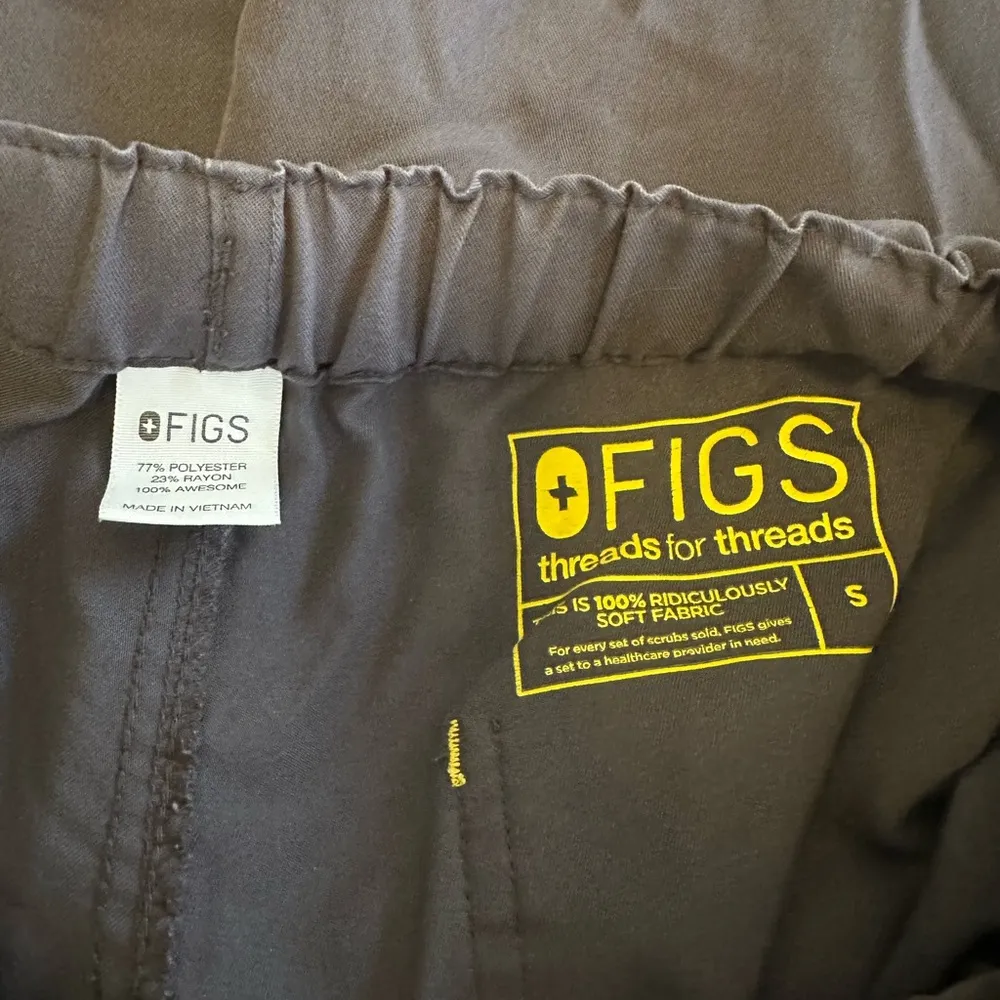 FIGS
77% POLYESTER
23% RAYON
100% AWESOME
MADE IN VIETNAM
FIGS
threads for threads
IS 100% RIDICULOUSLY
SOFT FABRIC
S
For every set of scrubs sold, FIGS gives
a set to a healthcare provider in need.